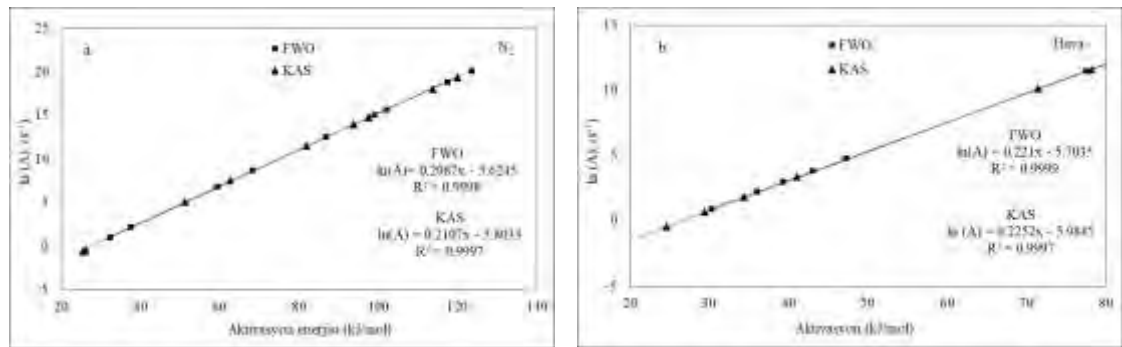 a
N2
FWO
KAS
25
20
15
10
5
0
5
ln (A), (s-1)
FWO
ln(A)= 0.2987x - 5.6245
R2 = 0.9998
KAS
ln(A) = 0.2107x - 5.8033
R2 = 0.9997
20 40 60 80 100 120 140
Aktivasyon enerjisi (kJ/mol)
b
Hava
FWO
KAS
15
10
5
0
-5
ln (A), (s-1)
FWO
ln(A) = 0.221x - 5.7035
R2 = 0.9999
KAS
ln (A) = 0.2252x - 5.9845
R2 = 0.9997
20 30 40 50 60 70 80
Aktivasyon (kJ/mol)